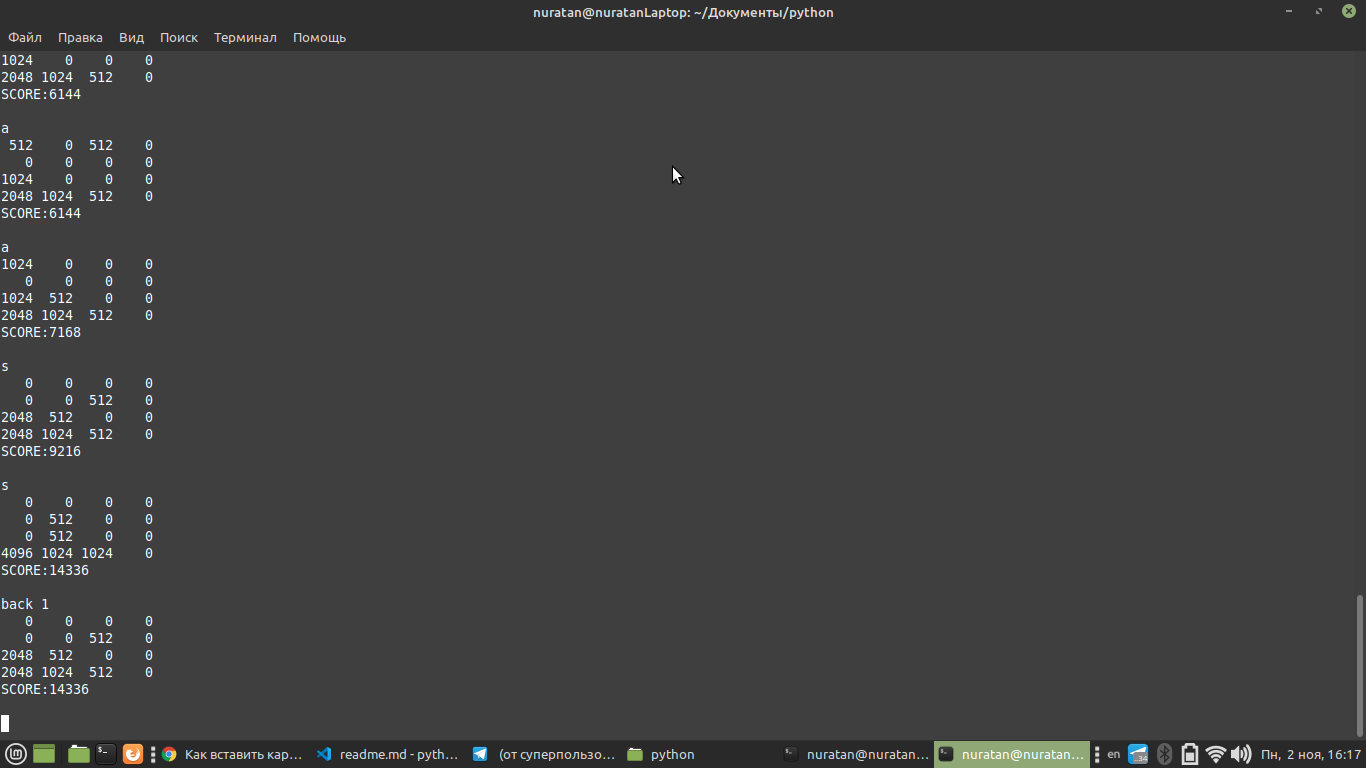 nuratan@nuratanLaptop: ~/Документы/python
Файл Правка Вид Поиск Терминал Помощь
1024    0    0    0
2048 1024  512    0
SCORE:6144
a
 512    0  512    0
   0    0    0    0
1024    0    0    0
2048 1024  512    0
SCORE:6144
a
1024    0    0    0
   0    0    0    0
1024  512    0    0
2048 1024  512    0
SCORE:7168
s
   0    0    0    0
   0    0  512    0
2048  512    0    0
2048 1024  512    0
SCORE:9216
s
   0    0    0    0
   0  512    0    0
   0  512    0    0
4096 1024 1024    0
SCORE:14336
back 1
   0    0    0    0
   0    0  512    0
2048  512    0    0
2048 1024  512    0
SCORE:14336
Как вставить кар... readme.md - pyth... (от суперпользо... python nuratan@nuratan... nuratan@nuratan... en 34 Пн, 2 ноя, 16:17